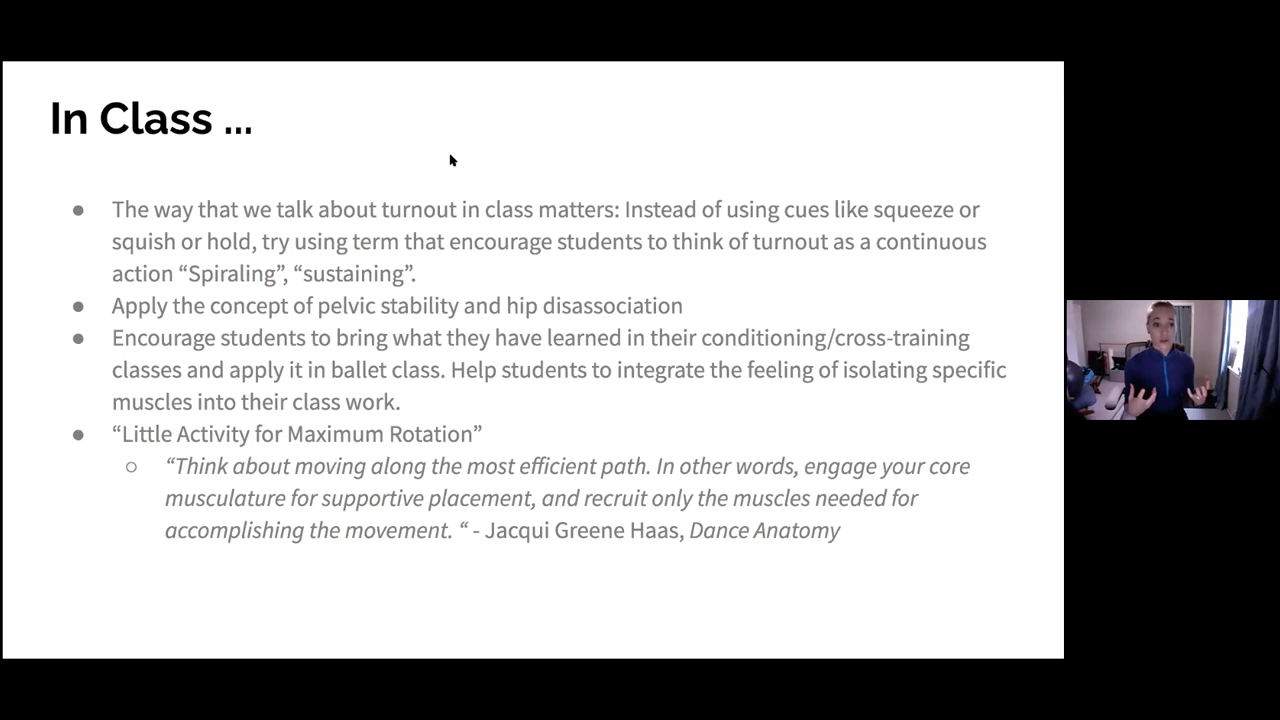 In Class ...
● The way that we talk about turnout in class matters: Instead of using cues like squeeze or
squish or hold, try using term that encourage students to think of turnout as a continuous
action “Spiraling”, “sustaining”.
● Apply the concept of pelvic stability and hip disassociation
● Encourage students to bring what they have learned in their conditioning/cross-training
classes and apply it in ballet class. Help students to integrate the feeling of isolating specific
muscles into their class work.
● “Little Activity for Maximum Rotation”
○ “Think about moving along the most efficient path. In other words, engage your core
musculature for supportive placement, and recruit only the muscles needed for
accomplishing the movement. “ - Jacqui Greene Haas, Dance Anatomy